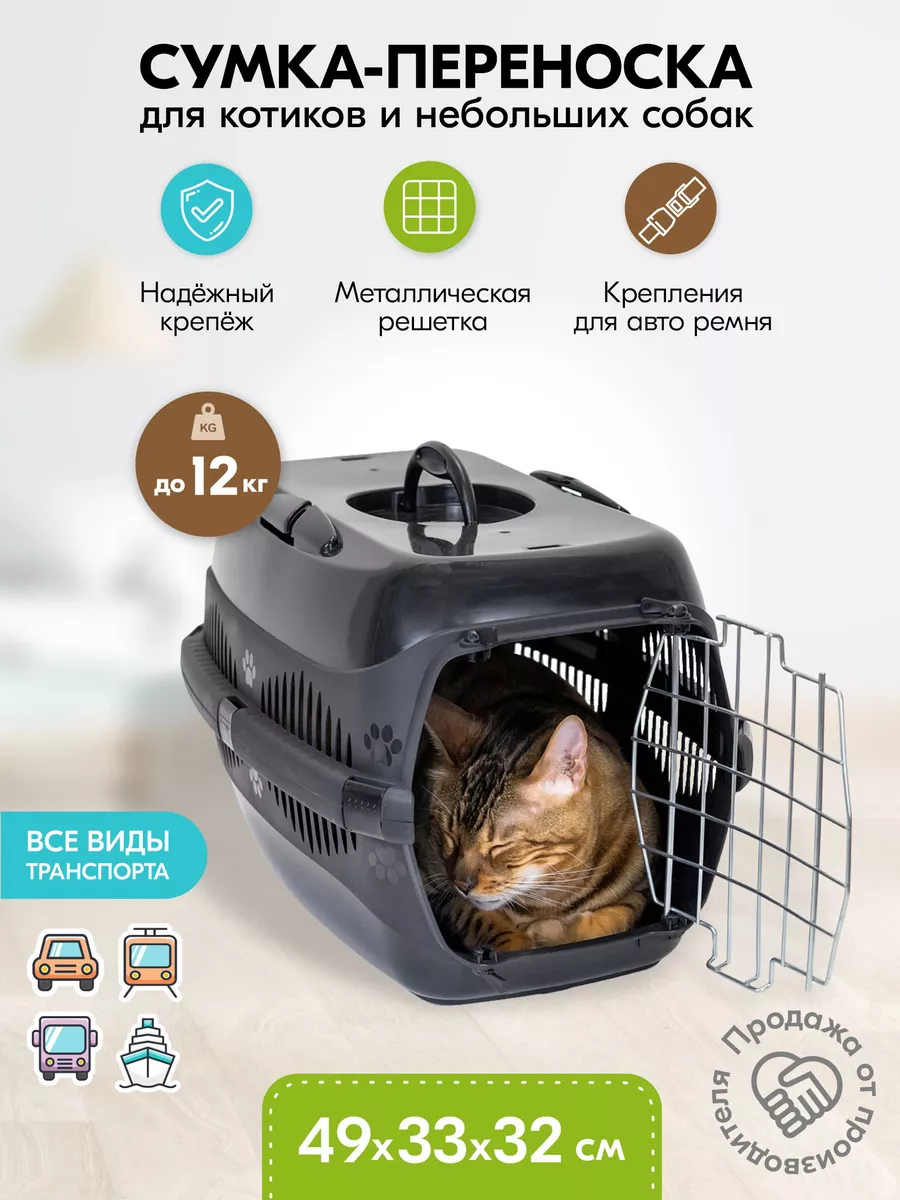 СУМКА-ПЕРЕНОСКА
для котиков и небольших собак
Надёжный
крепёж
Металлическая
решетка
Крепления
для авто ремня
KG
до 12 кг
ВСЕ ВИДЫ
ТРАНСПОРТА
Продажа от производителя
49х33х32 см